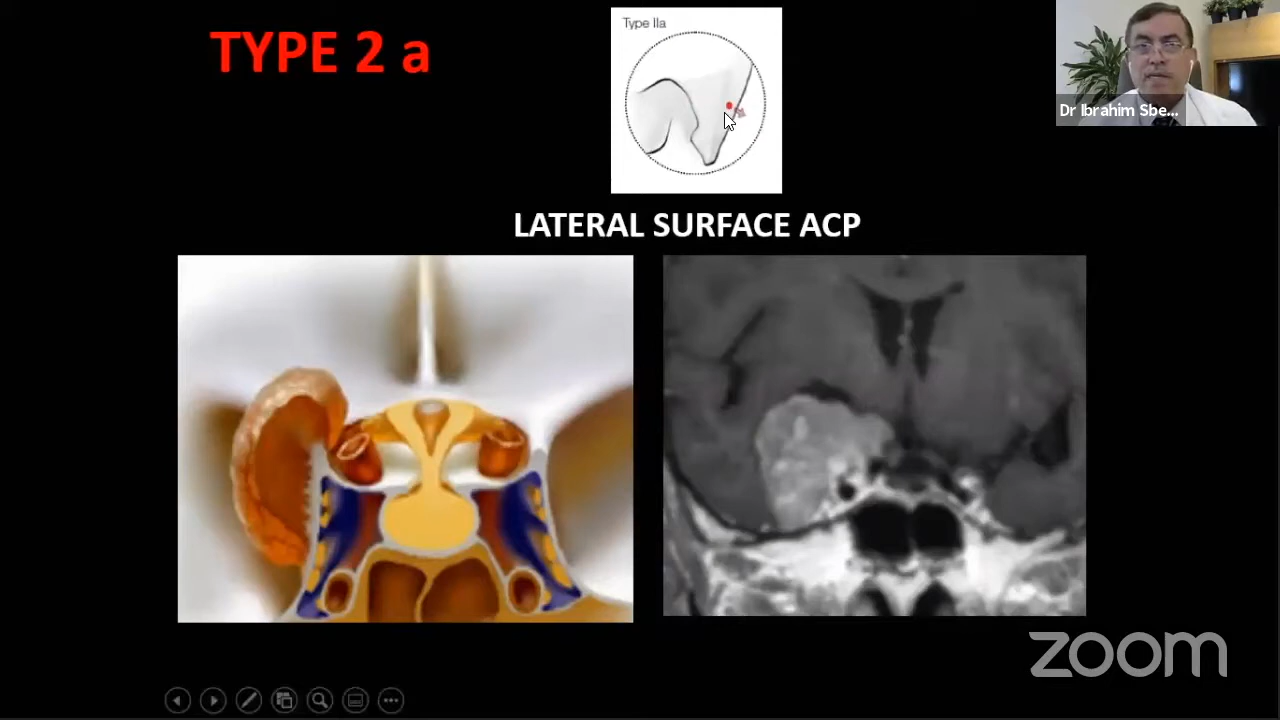 TYPE 2 a
Type IIa
Dr Ibrahim Sbe...
LATERAL SURFACE ACP
zoom